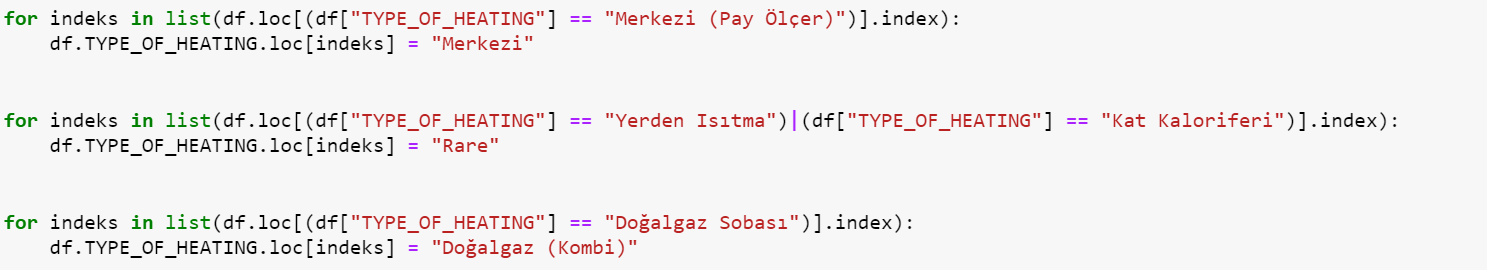 for indeks in list(df.loc[(df["TYPE_OF_HEATING"] == "Merkezi (Pay Ölçer)")].index):
    df.TYPE_OF_HEATING.loc[indeks] = "Merkezi"
for indeks in list(df.loc[(df["TYPE_OF_HEATING"] == "Yerden Isıtma")|(df["TYPE_OF_HEATING"] == "Kat Kaloriferi")].index):
    df.TYPE_OF_HEATING.loc[indeks] = "Rare"
for indeks in list(df.loc[(df["TYPE_OF_HEATING"] == "Doğalgaz Sobası")].index):
    df.TYPE_OF_HEATING.loc[indeks] = "Doğalgaz (Kombi)"